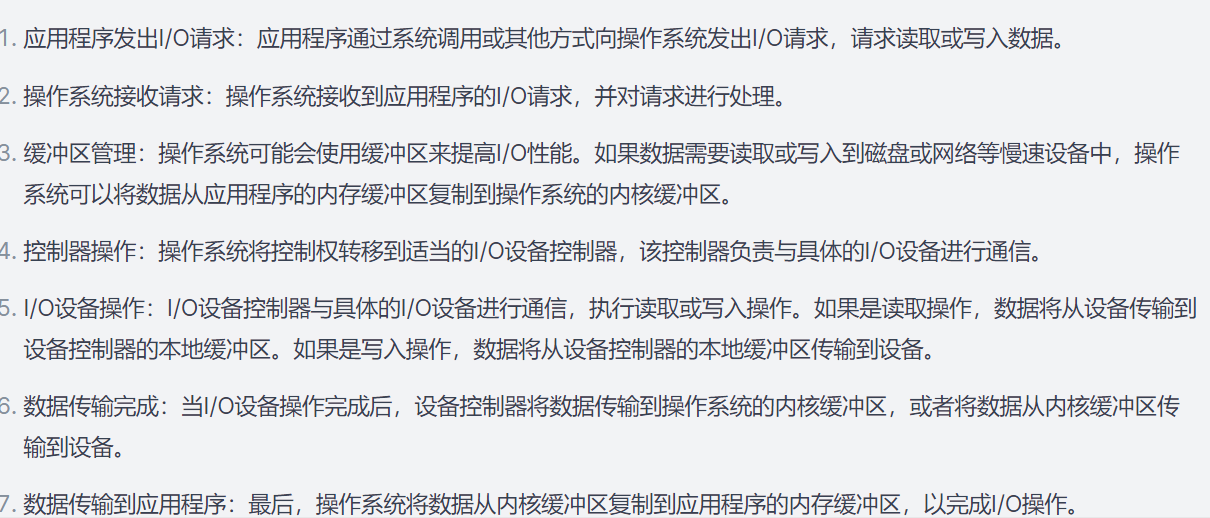 1. 应用程序发出I/O请求：应用程序通过系统调用或其他方式向操作系统发出I/O请求，请求读取或写入数据。
2. 操作系统接收请求：操作系统接收到应用程序的I/O请求，并对请求进行处理。
3. 缓冲区管理：操作系统可能会使用缓冲区来提高I/O性能。如果数据需要读取或写入到磁盘或网络等慢速设备中，操作
系统可以将数据从应用程序的内存缓冲区复制到操作系统的内核缓冲区。
4. 控制器操作：操作系统将控制权转移到适当的I/O设备控制器，该控制器负责与具体的I/O设备进行通信。
5. I/O设备操作：I/O设备控制器与具体的I/O设备进行通信，执行读取或写入操作。如果是读取操作，数据将从设备传输到
设备控制器的本地缓冲区。如果是写入操作，数据将从设备控制器的本地缓冲区传输到设备。
6. 数据传输完成：当I/O设备操作完成后，设备控制器将数据传输到操作系统的内核缓冲区，或者将数据从内核缓冲区传
输到设备。
7. 数据传输到应用程序：最后，操作系统将数据从内核缓冲区复制到应用程序的内存缓冲区，以完成I/O操作。